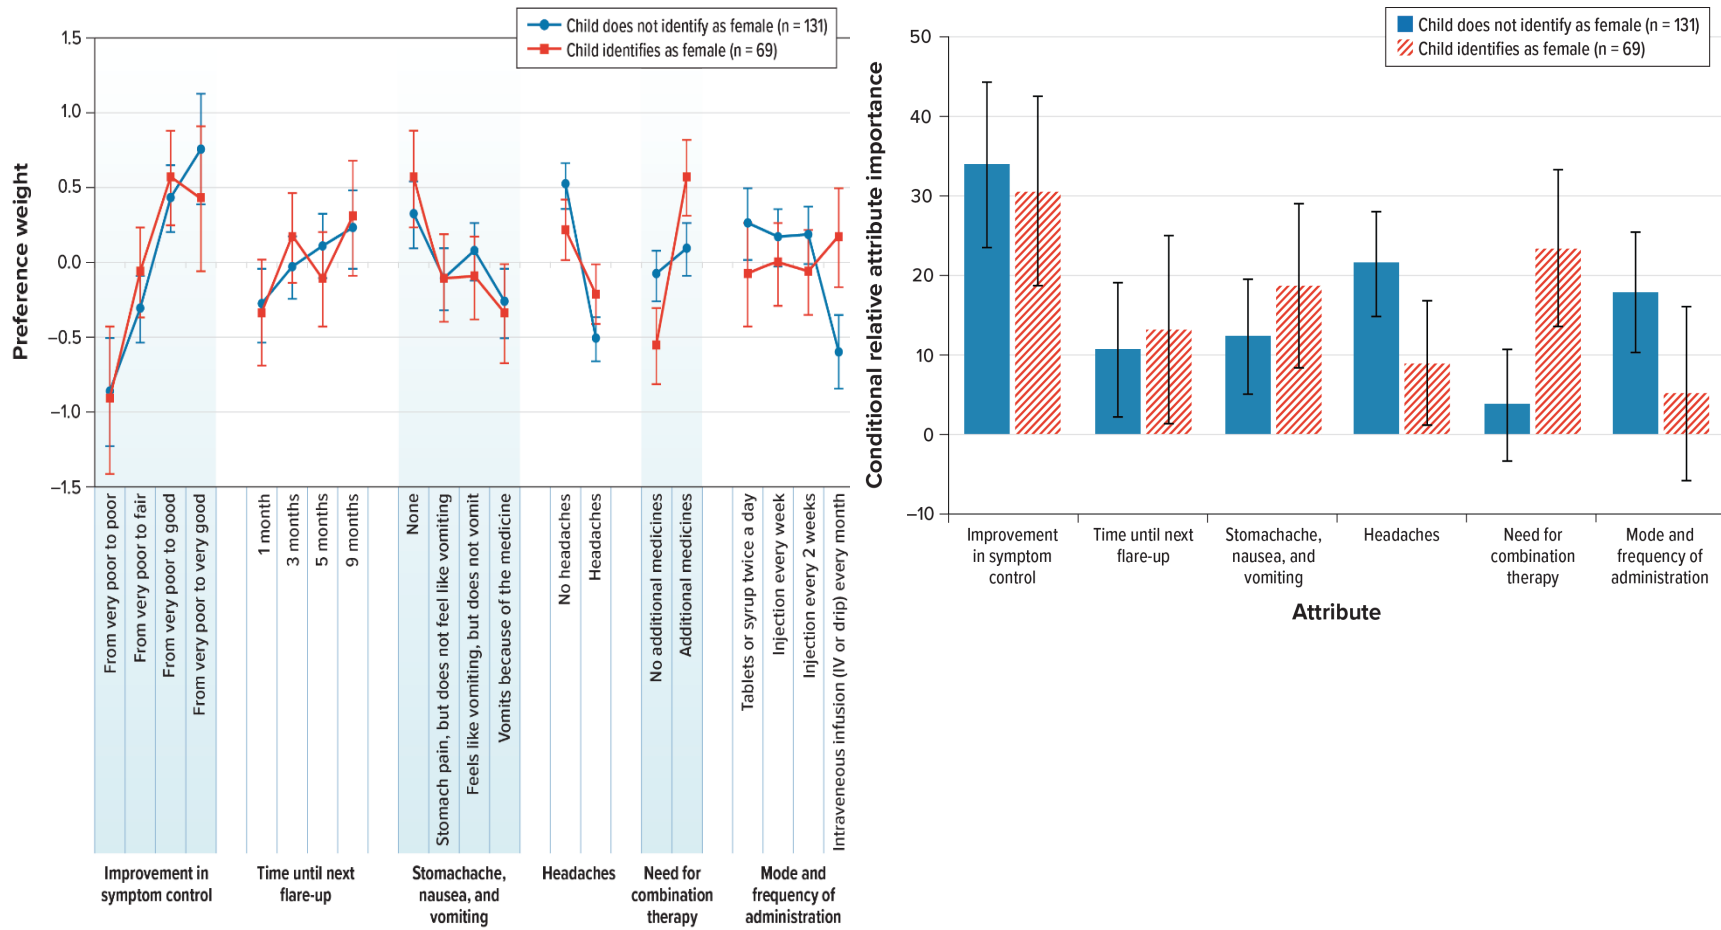 Child does not identify as female (n = 131)
Child identifies as female (n = 69)
Preference weight
1.5
1.0
0.5
0.0
–0.5
–1.0
–1.5
From very poor to poor
From very poor to fair
From very poor to good
From very poor to very good
1 month
3 months
5 months
9 months
None
Stomach pain, but does not feel like vomiting
Feels like vomiting, but does not vomit
Vomits because of the medicine
No headaches
Headaches
No additional medicines
Additional medicines
Tablets or syrup twice a day
Injection every week
Injection every 2 weeks
Intraveneous infusion (IV or drip) every month
Improvement in
symptom control
Time until next
flare-up
Stomachache,
nausea, and
vomiting
Headaches
Need for
combination
therapy
Mode and
frequency of
administration
Child does not identify as female (n = 131)
Child identifies as female (n = 69)
Conditional relative attribute importance
50
40
30
20
10
0
–10
Improvement
in symptom
control
Time until next
flare-up
Stomachache,
nausea, and
vomiting
Headaches
Need for
combination
therapy
Mode and
frequency of
administration
Attribute